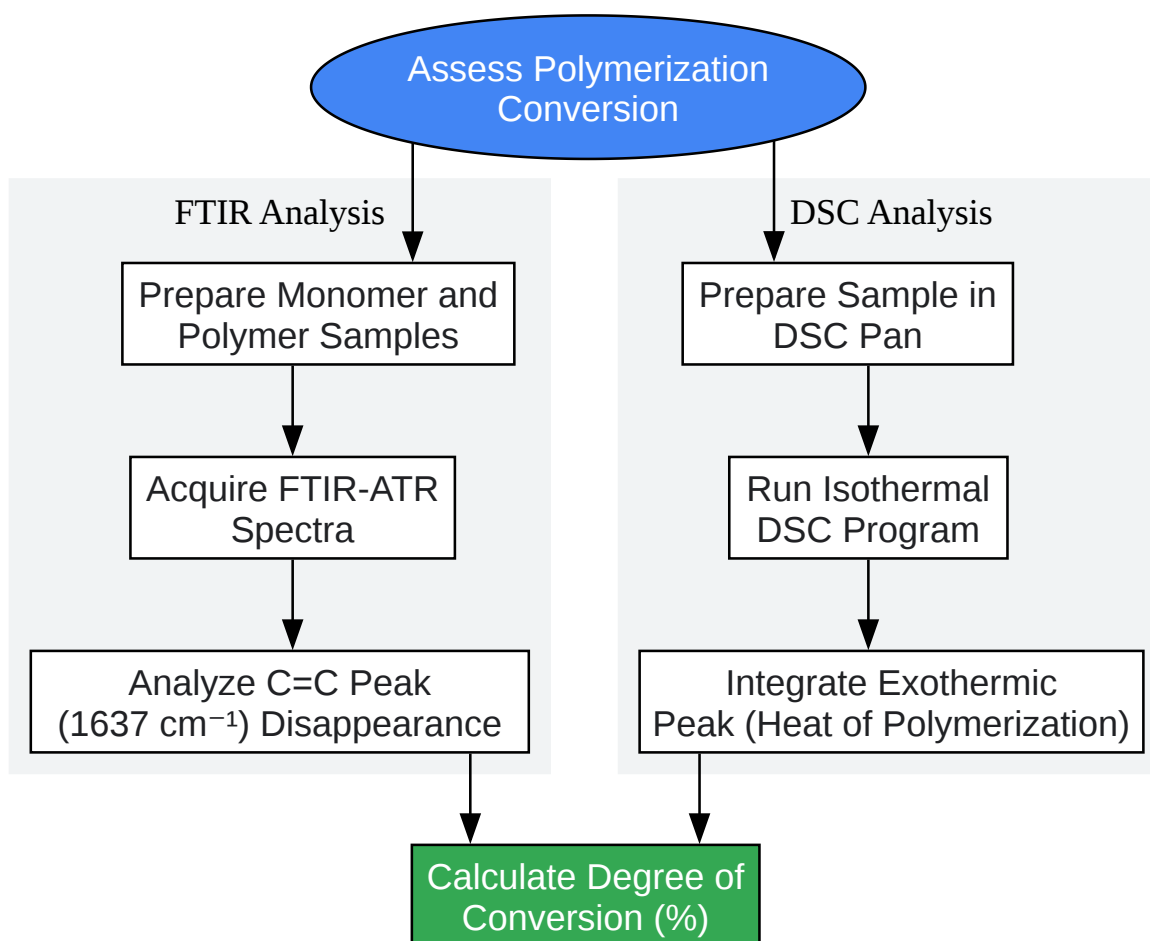 Assess Polymerization
Conversion
FTIR Analysis
Prepare Monomer and
Polymer Samples
Acquire FTIR-ATR
Spectra
Analyze C=C Peak
(1637 cm⁻¹) Disappearance
DSC Analysis
Prepare Sample in
DSC Pan
Run Isothermal
DSC Program
Integrate Exothermic
Peak (Heat of Polymerization)
Calculate Degree of
Conversion (%)